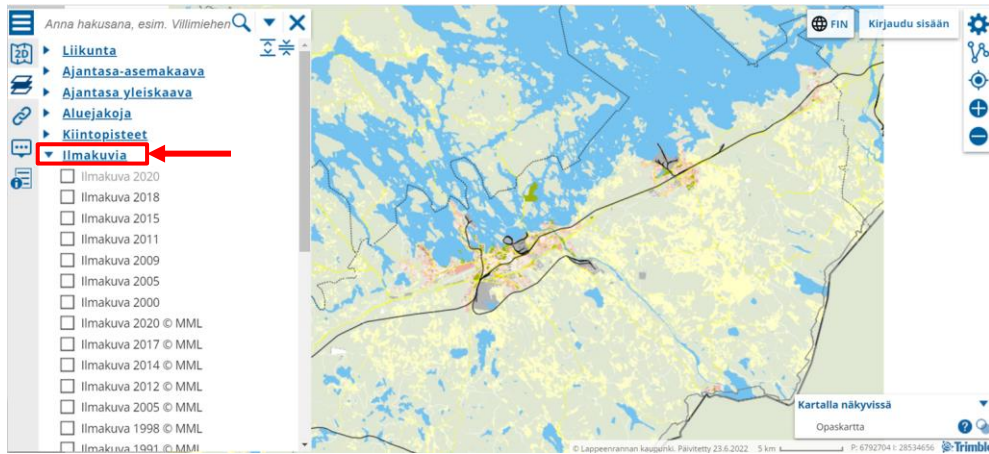 Anna hakusana, esim. Villimiehen
FIN
Kirjaudu sisään
Liikunta
Ajantasa-asemakaava
Ajantasa yleiskaava
Aluejakoja
Kiintopisteet
Ilmakuvia
Ilmakuva 2020
Ilmakuva 2018
Ilmakuva 2015
Ilmakuva 2011
Ilmakuva 2009
Ilmakuva 2005
Ilmakuva 2000
Ilmakuva 2020 © MML
Ilmakuva 2017 © MML
Ilmakuva 2014 © MML
Ilmakuva 2012 © MML
Ilmakuva 2005 © MML
Ilmakuva 1998 © MML
Ilmakuva 1991 © MML
Kartalla näkyvissä
Opaskartta
© Lappeenrannan kaupunki, Päivitetty 23.6.2022 5 km P: 6792704 I: 28534656 Trimble